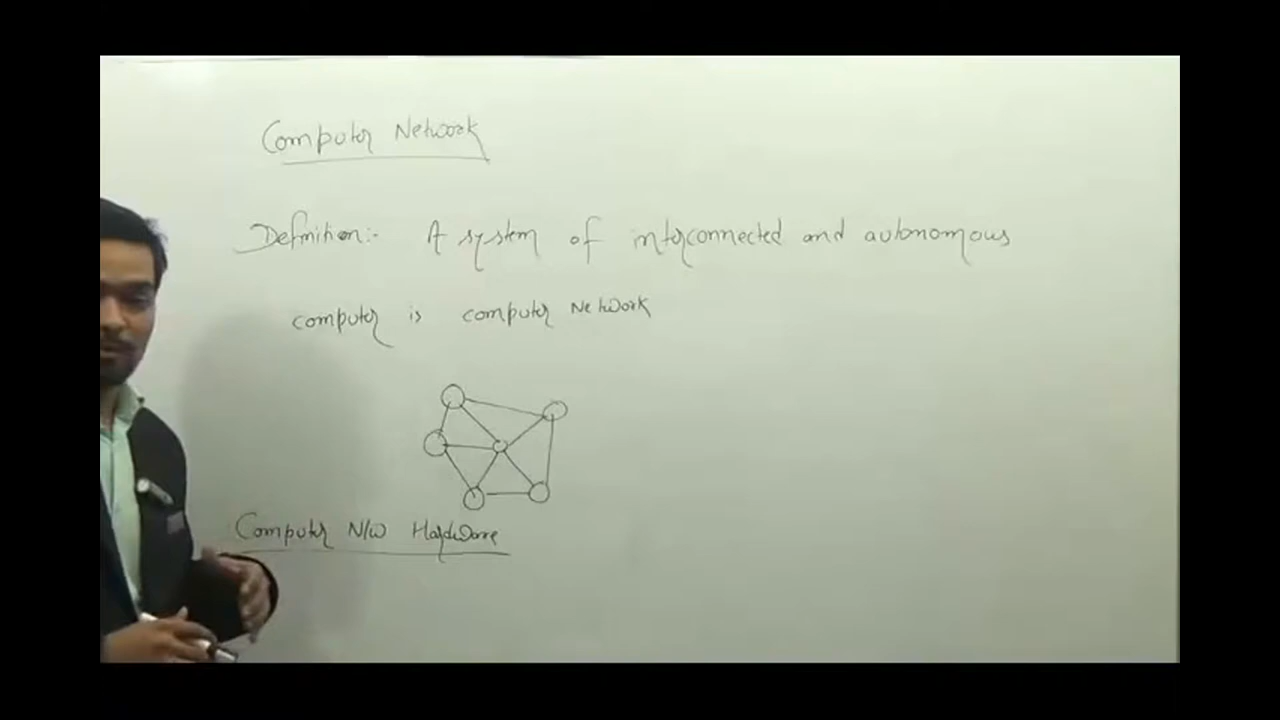 Computer Network
Definition:- A system of interconnected and autonomous
computer is computer Network
Computer N/W Hardware